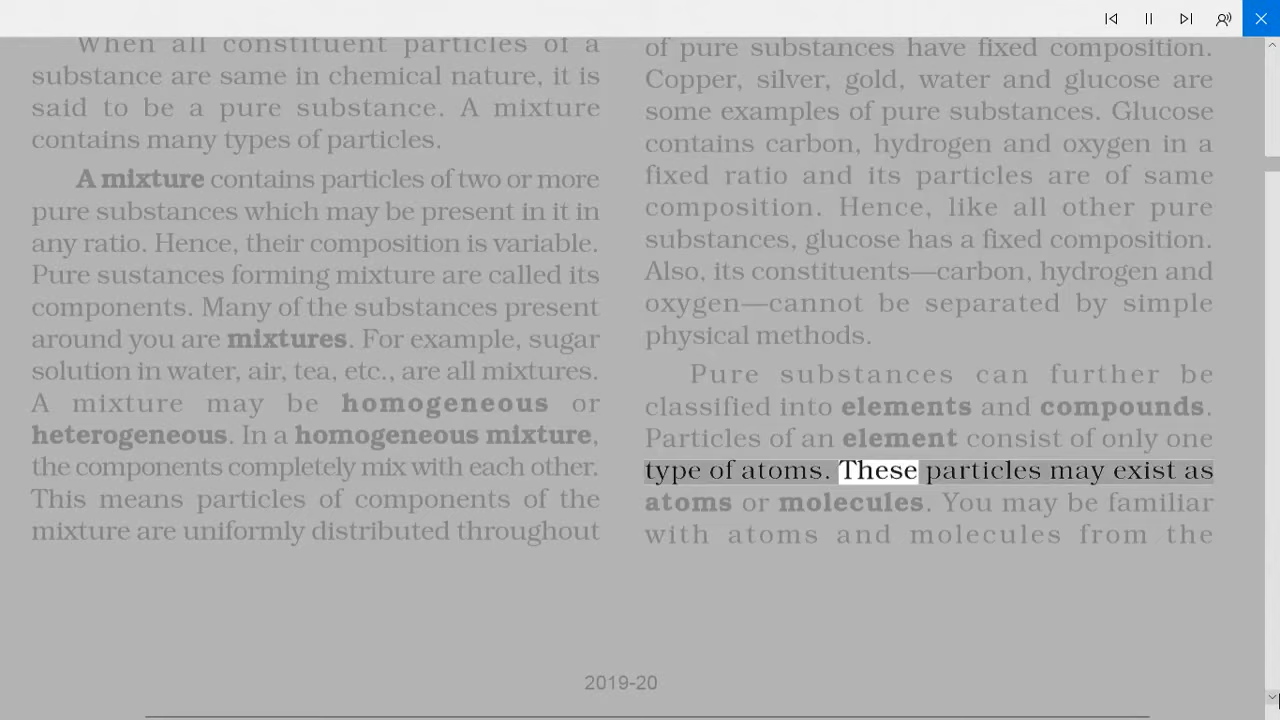 When all constituent particles of a
substance are same in chemical nature, it is
said to be a pure substance. A mixture
contains many types of particles.
A mixture contains particles of two or more
pure substances which may be present in it in
any ratio. Hence, their composition is variable.
Pure sustances forming mixture are called its
components. Many of the substances present
around you are mixtures. For example, sugar
solution in water, air, tea, etc., are all mixtures.
A mixture may be homogeneous or
heterogeneous. In a homogeneous mixture,
the components completely mix with each other.
This means particles of components of the
mixture are uniformly distributed throughout
of pure substances have fixed composition.
Copper, silver, gold, water and glucose are
some examples of pure substances. Glucose
contains carbon, hydrogen and oxygen in a
fixed ratio and its particles are of same
composition. Hence, like all other pure
substances, glucose has a fixed composition.
Also, its constituents—carbon, hydrogen and
oxygen—cannot be separated by simple
physical methods.
Pure substances can further be
classified into elements and compounds.
Particles of an element consist of only one
type of atoms. These particles may exist as
atoms or molecules. You may be familiar
with atoms and molecules from the
2019-20